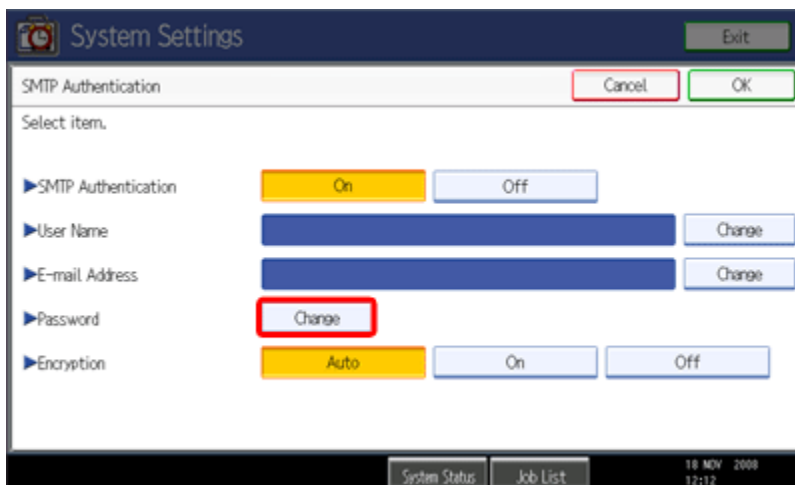 System Settings Exit
SMTP Authentication Cancel OK
Select item.
▶SMTP Authentication On Off
▶User Name Change
▶E-mail Address Change
▶Password Change
▶Encryption Auto On Off
System Status Job List 18 NOV 2008
12:12